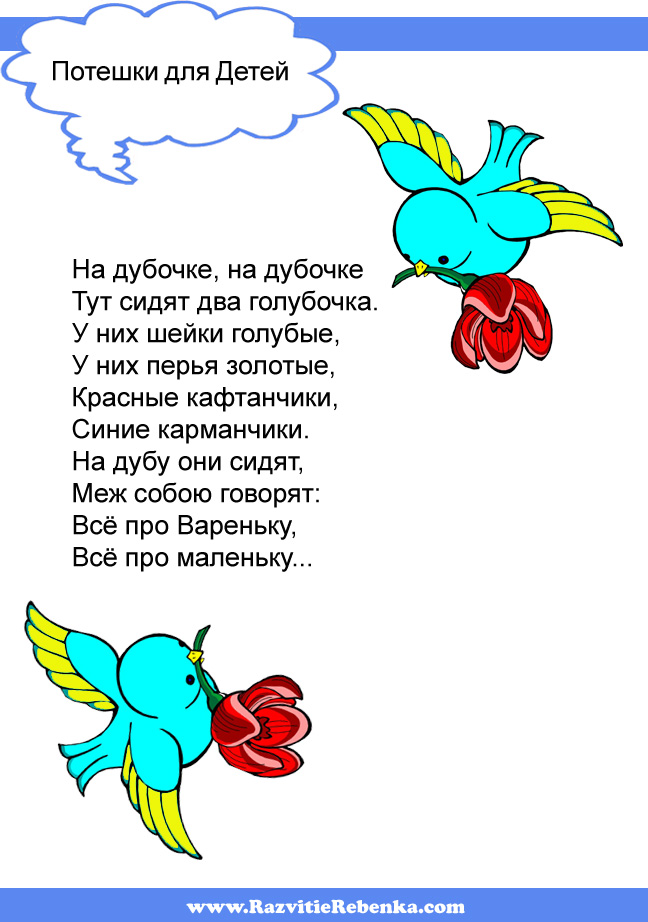 Потешки для Детей
На дубочке, на дубочке
Тут сидят два голубочка.
У них шейки голубые,
У них перья золотые,
Красные кафтанчики,
Синие карманчики.
На дубу они сидят,
Меж собою говорят:
Всё про Вареньку,
Всё про маленьку...
www.RazvitieRebenka.com